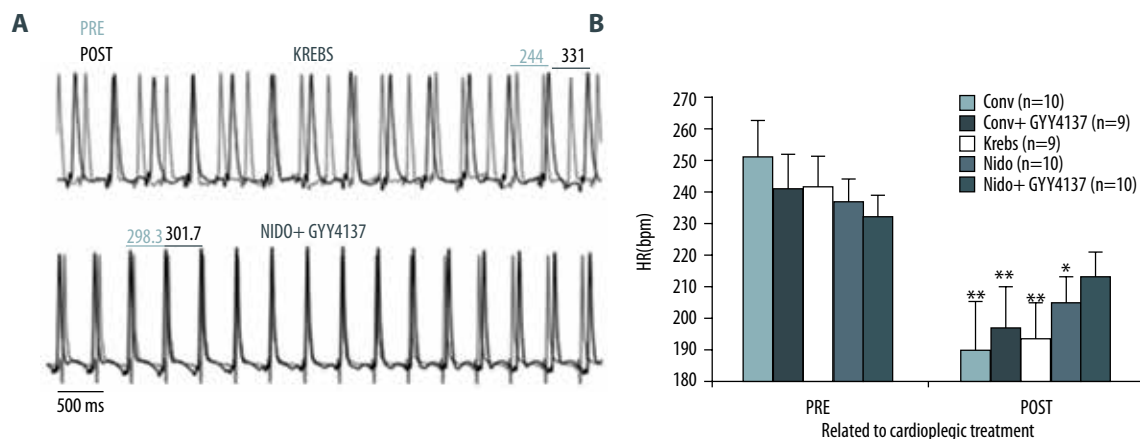 A
PRE
POST
KREBS
244
331
298.3
301.7
NIDO+ GYY4137
500 ms
B
270
260
250
240
230
220
210
200
190
180
HR(bpm)
Conv (n=10)
Conv+ GYY4137 (n=9)
Krebs (n=9)
Nido (n=10)
Nido+ GYY4137 (n=10)
** ** ** *
PRE
POST
Related to cardioplegic treatment